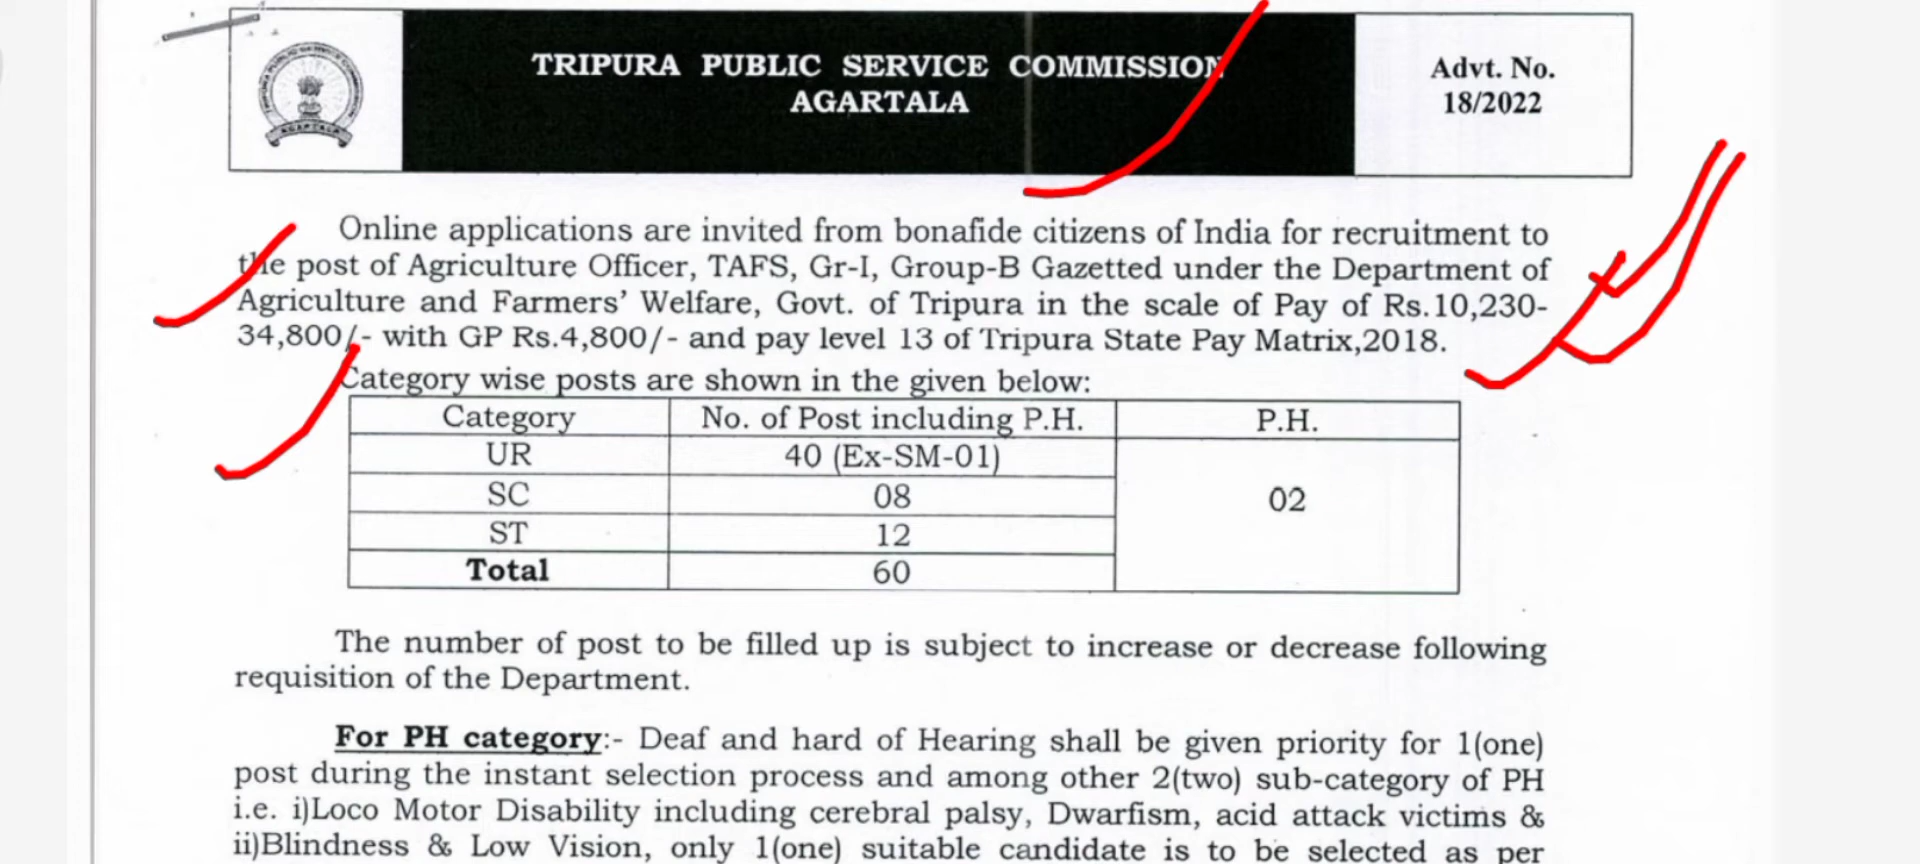 TRIPURA PUBLIC SERVICE COMMISSION
AGARTALA
Advt. No.
18/2022
AGARTALA
Online applications are invited from bonafide citizens of India for recruitment to
the post of Agriculture Officer, TAFS, Gr-I, Group-B Gazetted under the Department of
Agriculture and Farmers' Welfare, Govt. of Tripura in the scale of Pay of Rs.10,230-
34,800/- with GP Rs.4,800/- and pay level 13 of Tripura State Pay Matrix,2018.
Category wise posts are shown in the given below:
Category No. of Post including P.H. P.H.
UR 40 (Ex-SM-01)
SC 08 02
ST 12
Total 60
The number of post to be filled up is subject to increase or decrease following
requisition of the Department.
For PH category:- Deaf and hard of Hearing shall be given priority for 1(one)
post during the instant selection process and among other 2(two) sub-category of PH
i.e. i)Loco Motor Disability including cerebral palsy, Dwarfism, acid attack victims &
ii)Blindness & Low Vision, only 1(one) suitable candidate is to be selected as per